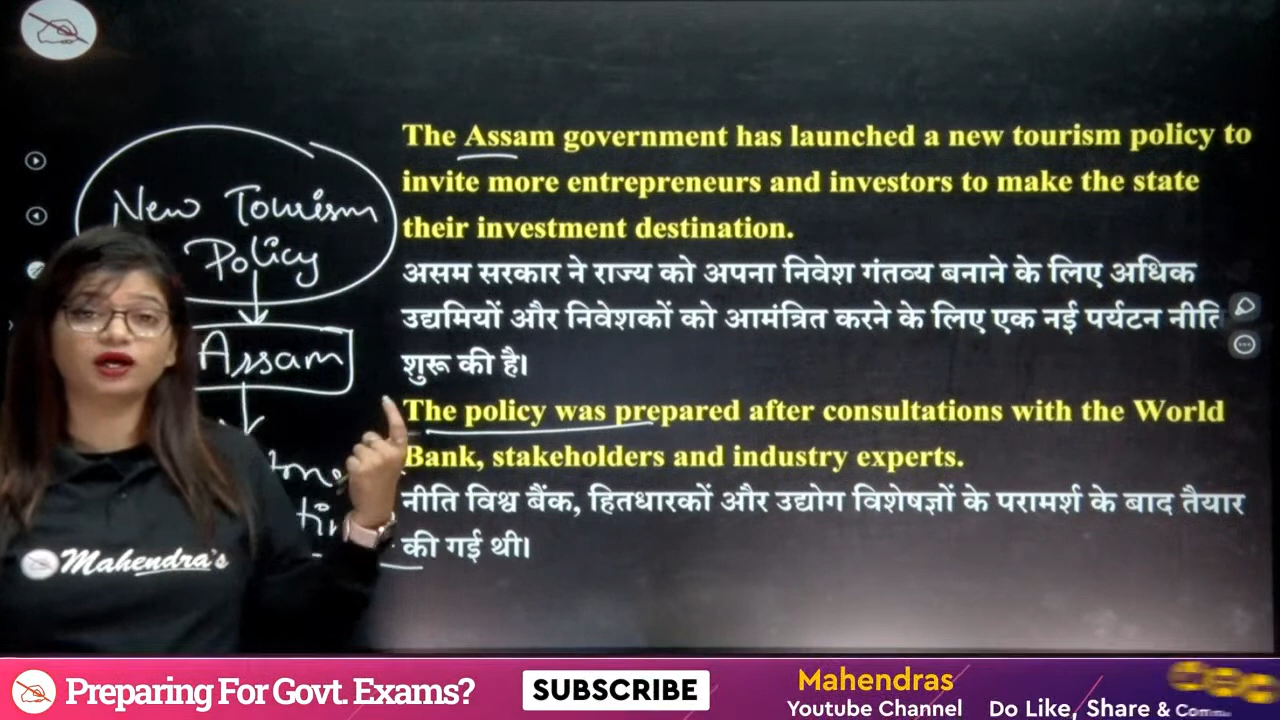 The Assam government has launched a new tourism policy to
invite more entrepreneurs and investors to make the state
their investment destination.
असम सरकार ने राज्य को अपना निवेश गंतव्य बनाने के लिए अधिक
उद्यमियों और निवेशकों को आमंत्रित करने के लिए एक नई पर्यटन नीति
शुरू की है।
The policy was prepared after consultations with the World
Bank, stakeholders and industry experts.
नीति विश्व बैंक, हितधारकों और उद्योग विशेषज्ञों के परामर्श के बाद तैयार
की गई थी।
New Tourism
Policy
Assam
Mahendra's
Preparing For Govt. Exams?
SUBSCRIBE
Mahendras
Youtube Channel
Do Like, Share &